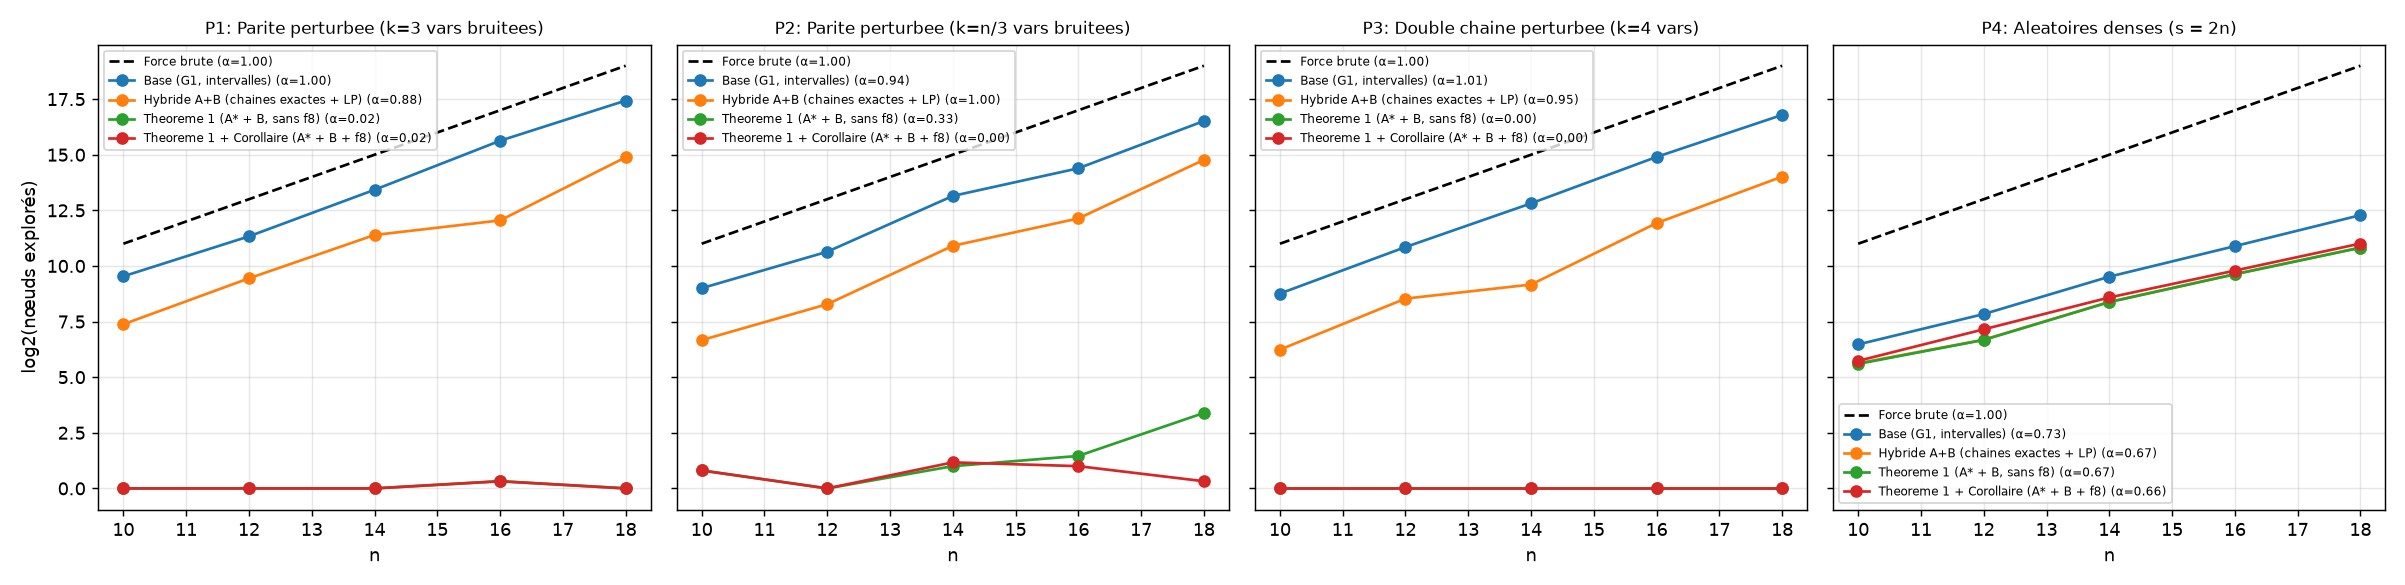 P1: Parite perturbee (k=3 vars bruitees)
Force brute (α=1.00)
Base (G1, intervalles) (α=1.00)
Hybride A+B (chaines exactes + LP) (α=0.88)
Theoreme 1 (A* + B, sans f8) (α=0.02)
Theoreme 1 + Corollaire (A* + B + f8) (α=0.02)
log2(nœuds explorés)
17.5
15.0
12.5
10.0
7.5
5.0
2.5
0.0
10 11 12 13 14 15 16 17 18
n
P2: Parite perturbee (k=n/3 vars bruitees)
Force brute (α=1.00)
Base (G1, intervalles) (α=0.94)
Hybride A+B (chaines exactes + LP) (α=1.00)
Theoreme 1 (A* + B, sans f8) (α=0.33)
Theoreme 1 + Corollaire (A* + B + f8) (α=0.00)
10 11 12 13 14 15 16 17 18
n
P3: Double chaine perturbee (k=4 vars)
Force brute (α=1.00)
Base (G1, intervalles) (α=1.01)
Hybride A+B (chaines exactes + LP) (α=0.95)
Theoreme 1 (A* + B, sans f8) (α=0.00)
Theoreme 1 + Corollaire (A* + B + f8) (α=0.00)
10 11 12 13 14 15 16 17 18
n
P4: Aleatoires denses (s = 2n)
Force brute (α=1.00)
Base (G1, intervalles) (α=0.73)
Hybride A+B (chaines exactes + LP) (α=0.67)
Theoreme 1 (A* + B, sans f8) (α=0.67)
Theoreme 1 + Corollaire (A* + B + f8) (α=0.66)
10 11 12 13 14 15 16 17 18
n